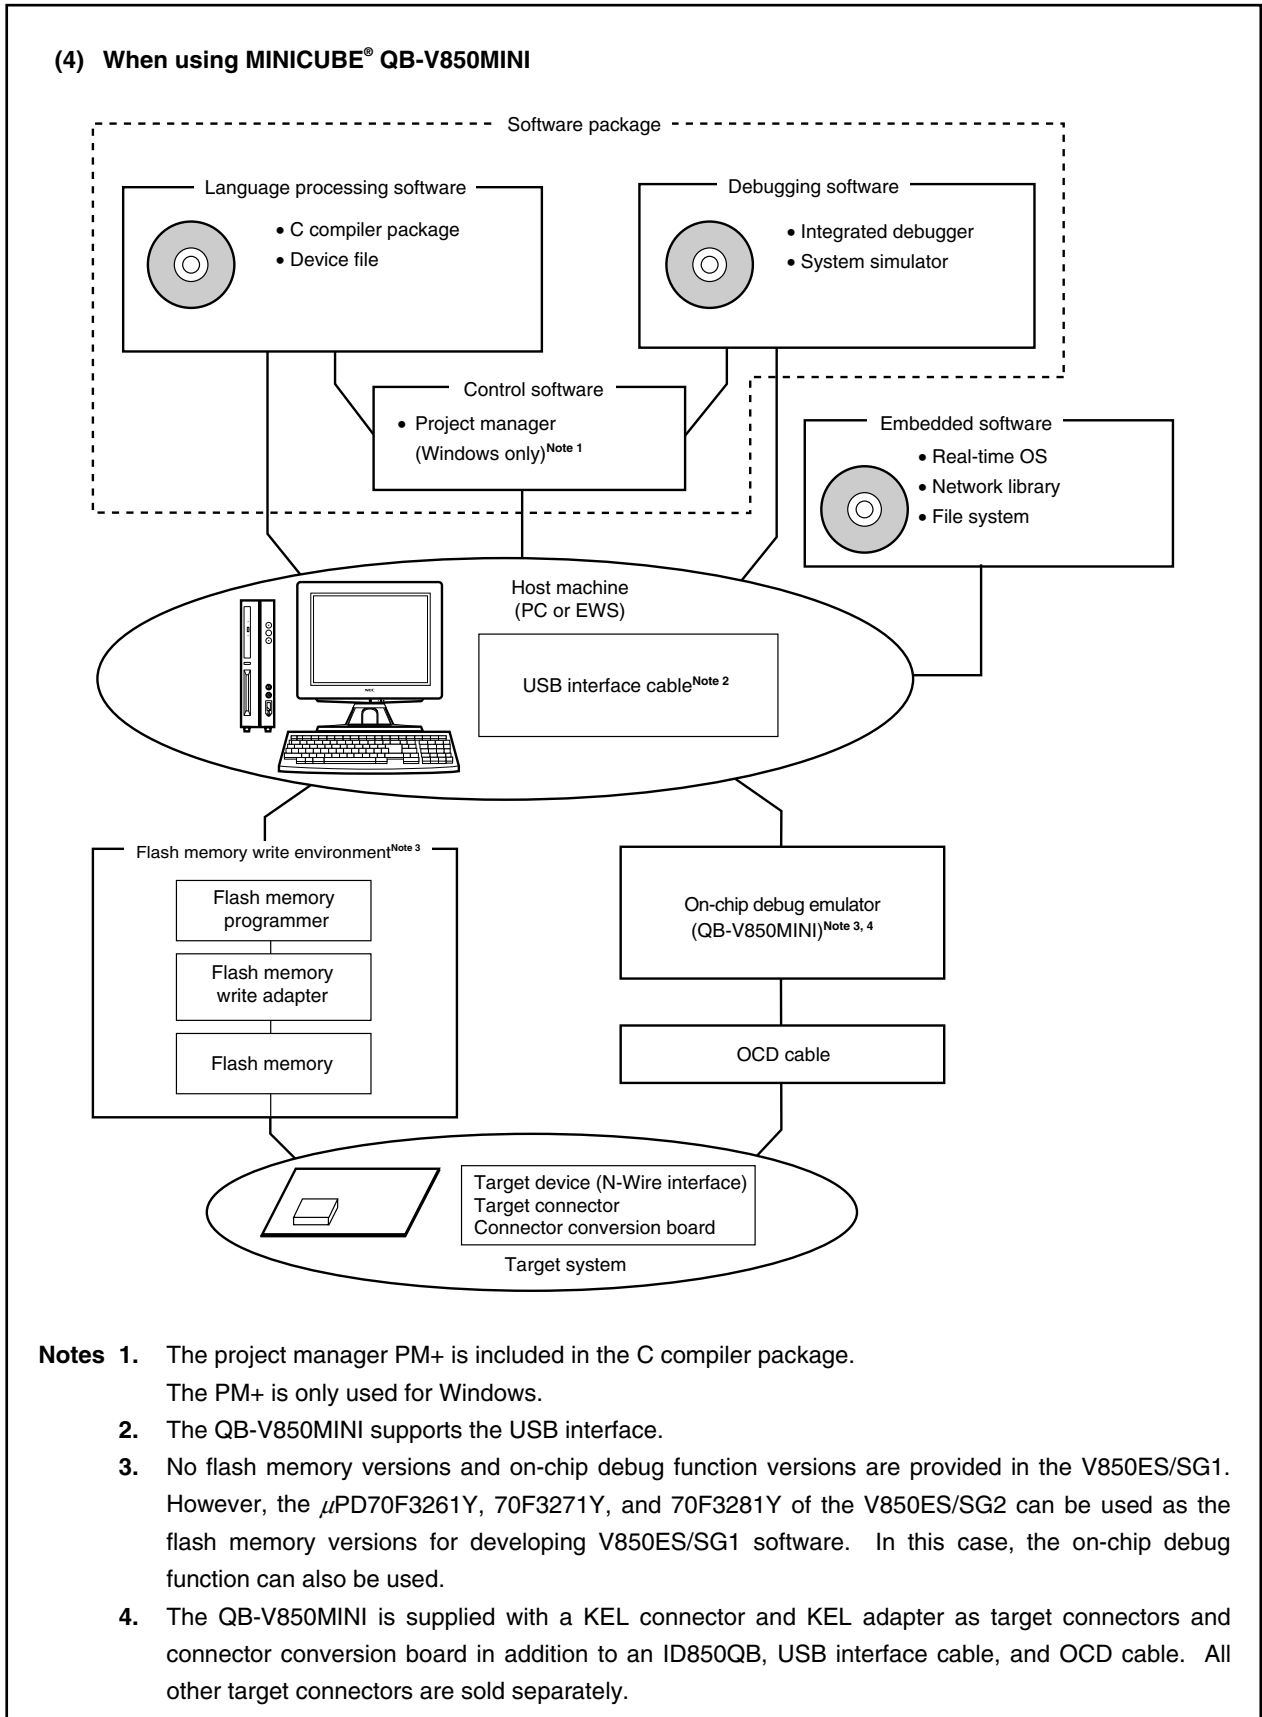 (4) When using MINICUBE® QB-V850MINI
Software package
Language processing software
• C compiler package
• Device file
Debugging software
• Integrated debugger
• System simulator
Control software
• Project manager
(Windows only)Note 1
Embedded software
• Real-time OS
• Network library
• File system
Host machine
(PC or EWS)
USB interface cableNote 2
NEC
Flash memory write environmentNote 3
Flash memory
programmer
Flash memory
write adapter
Flash memory
On-chip debug emulator
(QB-V850MINI)Note 3, 4
OCD cable
Target device (N-Wire interface)
Target connector
Connector conversion board
Target system
Notes 1. The project manager PM+ is included in the C compiler package.
The PM+ is only used for Windows.
2. The QB-V850MINI supports the USB interface.
3. No flash memory versions and on-chip debug function versions are provided in the V850ES/SG1.
However, the μPD70F3261Y, 70F3271Y, and 70F3281Y of the V850ES/SG2 can be used as the
flash memory versions for developing V850ES/SG1 software. In this case, the on-chip debug
function can also be used.
4. The QB-V850MINI is supplied with a KEL connector and KEL adapter as target connectors and
connector conversion board in addition to an ID850QB, USB interface cable, and OCD cable. All
other target connectors are sold separately.